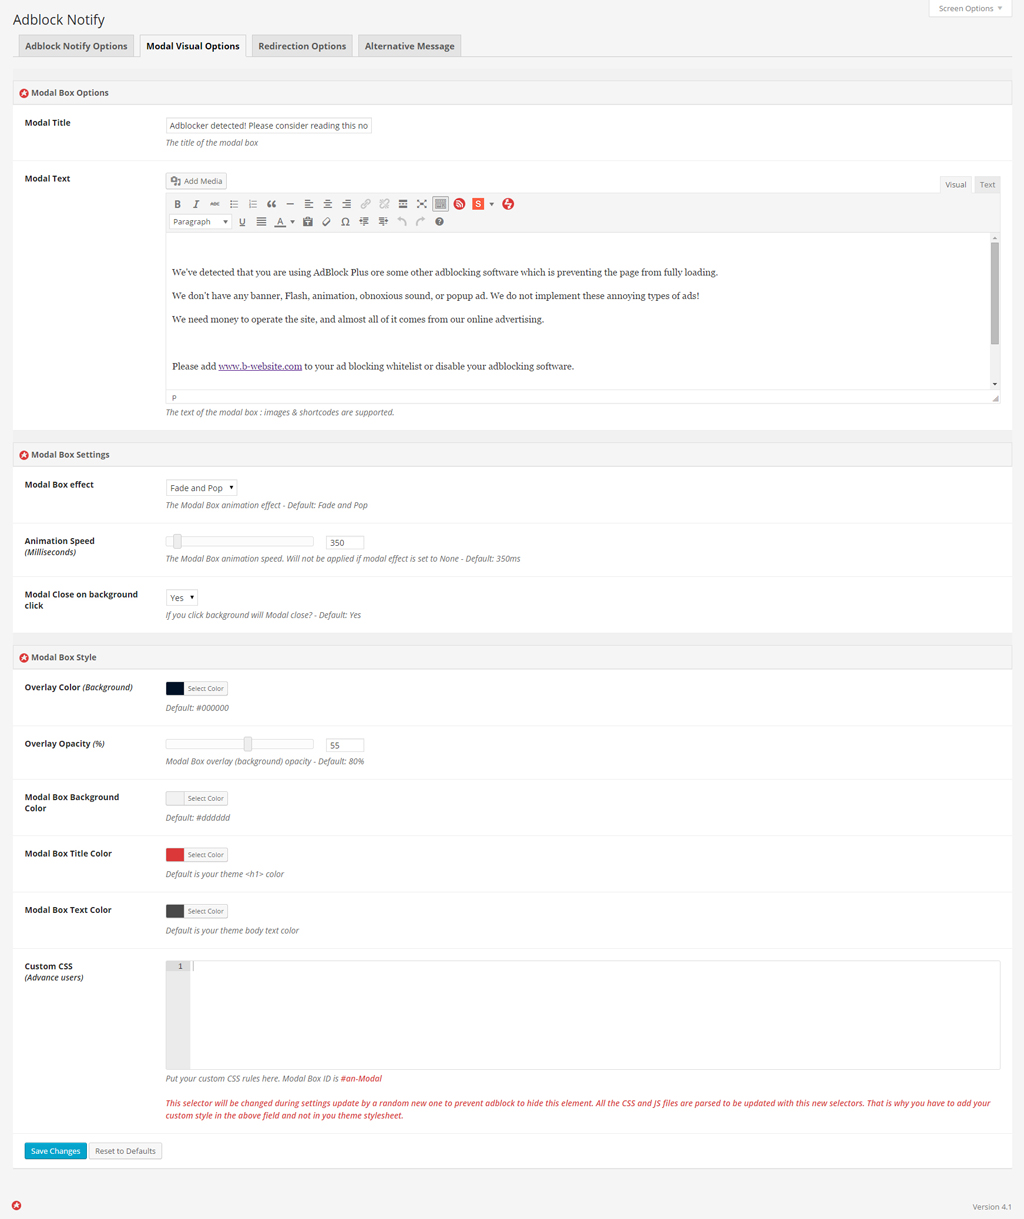 Screen Options
Adblock Notify
Adblock Notify Options
Modal Visual Options
Redirection Options
Alternative Message
Modal Box Options
Modal Title
Adblocker detected! Please consider reading this no
The title of the modal box
Modal Text
Add Media
Visual
Text
B I ABC
S
Paragraph U A Ω
We've detected that you are using AdBlock Plus ore some other adblocking software which is preventing the page from fully loading.
We don't have any banner, Flash, animation, obnoxious sound, or popup ad. We do not implement these annoying types of ads!
We need money to operate the site, and almost all of it comes from our online advertising.
Please add www.b-website.com to your ad blocking whitelist or disable your adblocking software.
p
The text of the modal box : images & shortcodes are supported.
Modal Box Settings
Modal Box effect
Fade and Pop
The Modal Box animation effect - Default: Fade and Pop
Animation Speed
(Milliseconds)
350
The Modal Box animation speed. Will not be applied if modal effect is set to None - Default: 350ms
Modal Close on background
click
Yes
If you click background will Modal close? - Default: Yes
Modal Box Style
Overlay Color (Background)
Select Color
Default: #000000
Overlay Opacity (%)
55
Modal Box overlay (background) opacity - Default: 80%
Modal Box Background
Color
Select Color
Default: #dddddd
Modal Box Title Color
Select Color
Default is your theme <h1> color
Modal Box Text Color
Select Color
Default is your theme body text color
Custom CSS
(Advance users)
1
Put your custom CSS rules here. Modal Box ID is #an-Modal
This selector will be changed during settings update by a random new one to prevent adblock to hide this element. All the CSS and JS files are parsed to be updated with this new selectors. That is why you have to add your
custom style in the above field and not in you theme stylesheet.
Save Changes
Reset to Defaults
Version 4.1